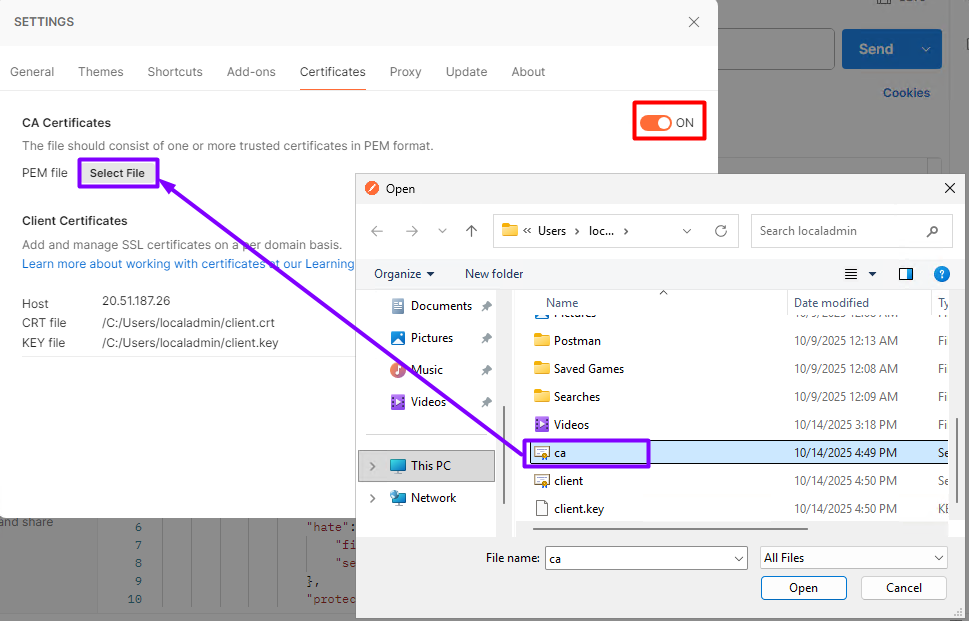 SETTINGS
General Themes Shortcuts Add-ons Certificates Proxy Update About
Send
Cookies
CA Certificates
ON
The file should consist of one or more trusted certificates in PEM format.
PEM file Select File
Client Certificates
Add and manage SSL certificates on a per domain basis.
Learn more about working with certificates at our Learning
Host 20.51.187.26
CRT file /C:/Users/localadmin/client.crt
KEY file /C:/Users/localadmin/client.key
and share
6 "hate":
7 "fi
8 "se
9 },
10 "protec
Open
« Users > loc... >
Search localadmin
Organize New folder
Documents
Pictures
Music
Videos
This PC
Network
Name Date modified Ty
Pictures 10/9/2025 12:08 AM Fi
Postman 10/9/2025 12:13 AM Fi
Saved Games 10/9/2025 12:08 AM Fi
Searches 10/9/2025 12:09 AM Fi
Videos 10/14/2025 3:18 PM Fi
ca 10/14/2025 4:49 PM Se
client 10/14/2025 4:50 PM Se
client.key 10/14/2025 4:50 PM KE
File name: ca All Files
Open Cancel